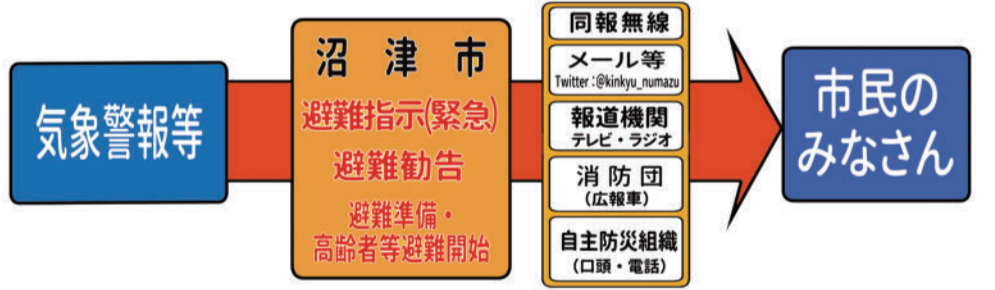 気象警報等
沼津市
避難指示(緊急)
避難勧告
避難準備・
高齢者等避難開始
同報無線
メール等
Twitter:@kinkyu_numazu
報道機関
テレビ・ラジオ
消防団
(広報車)
自主防災組織
(口頭・電話)
市民の
みなさん